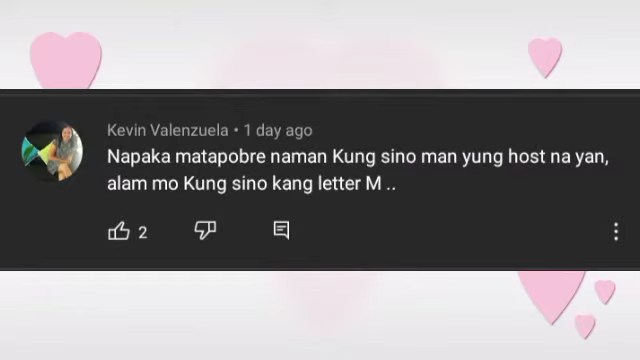 Kevin Valenzuela • 1 day ago
Napaka matapobre naman Kung sino man yung host na yan,
alam mo Kung sino kang letter M ..
2